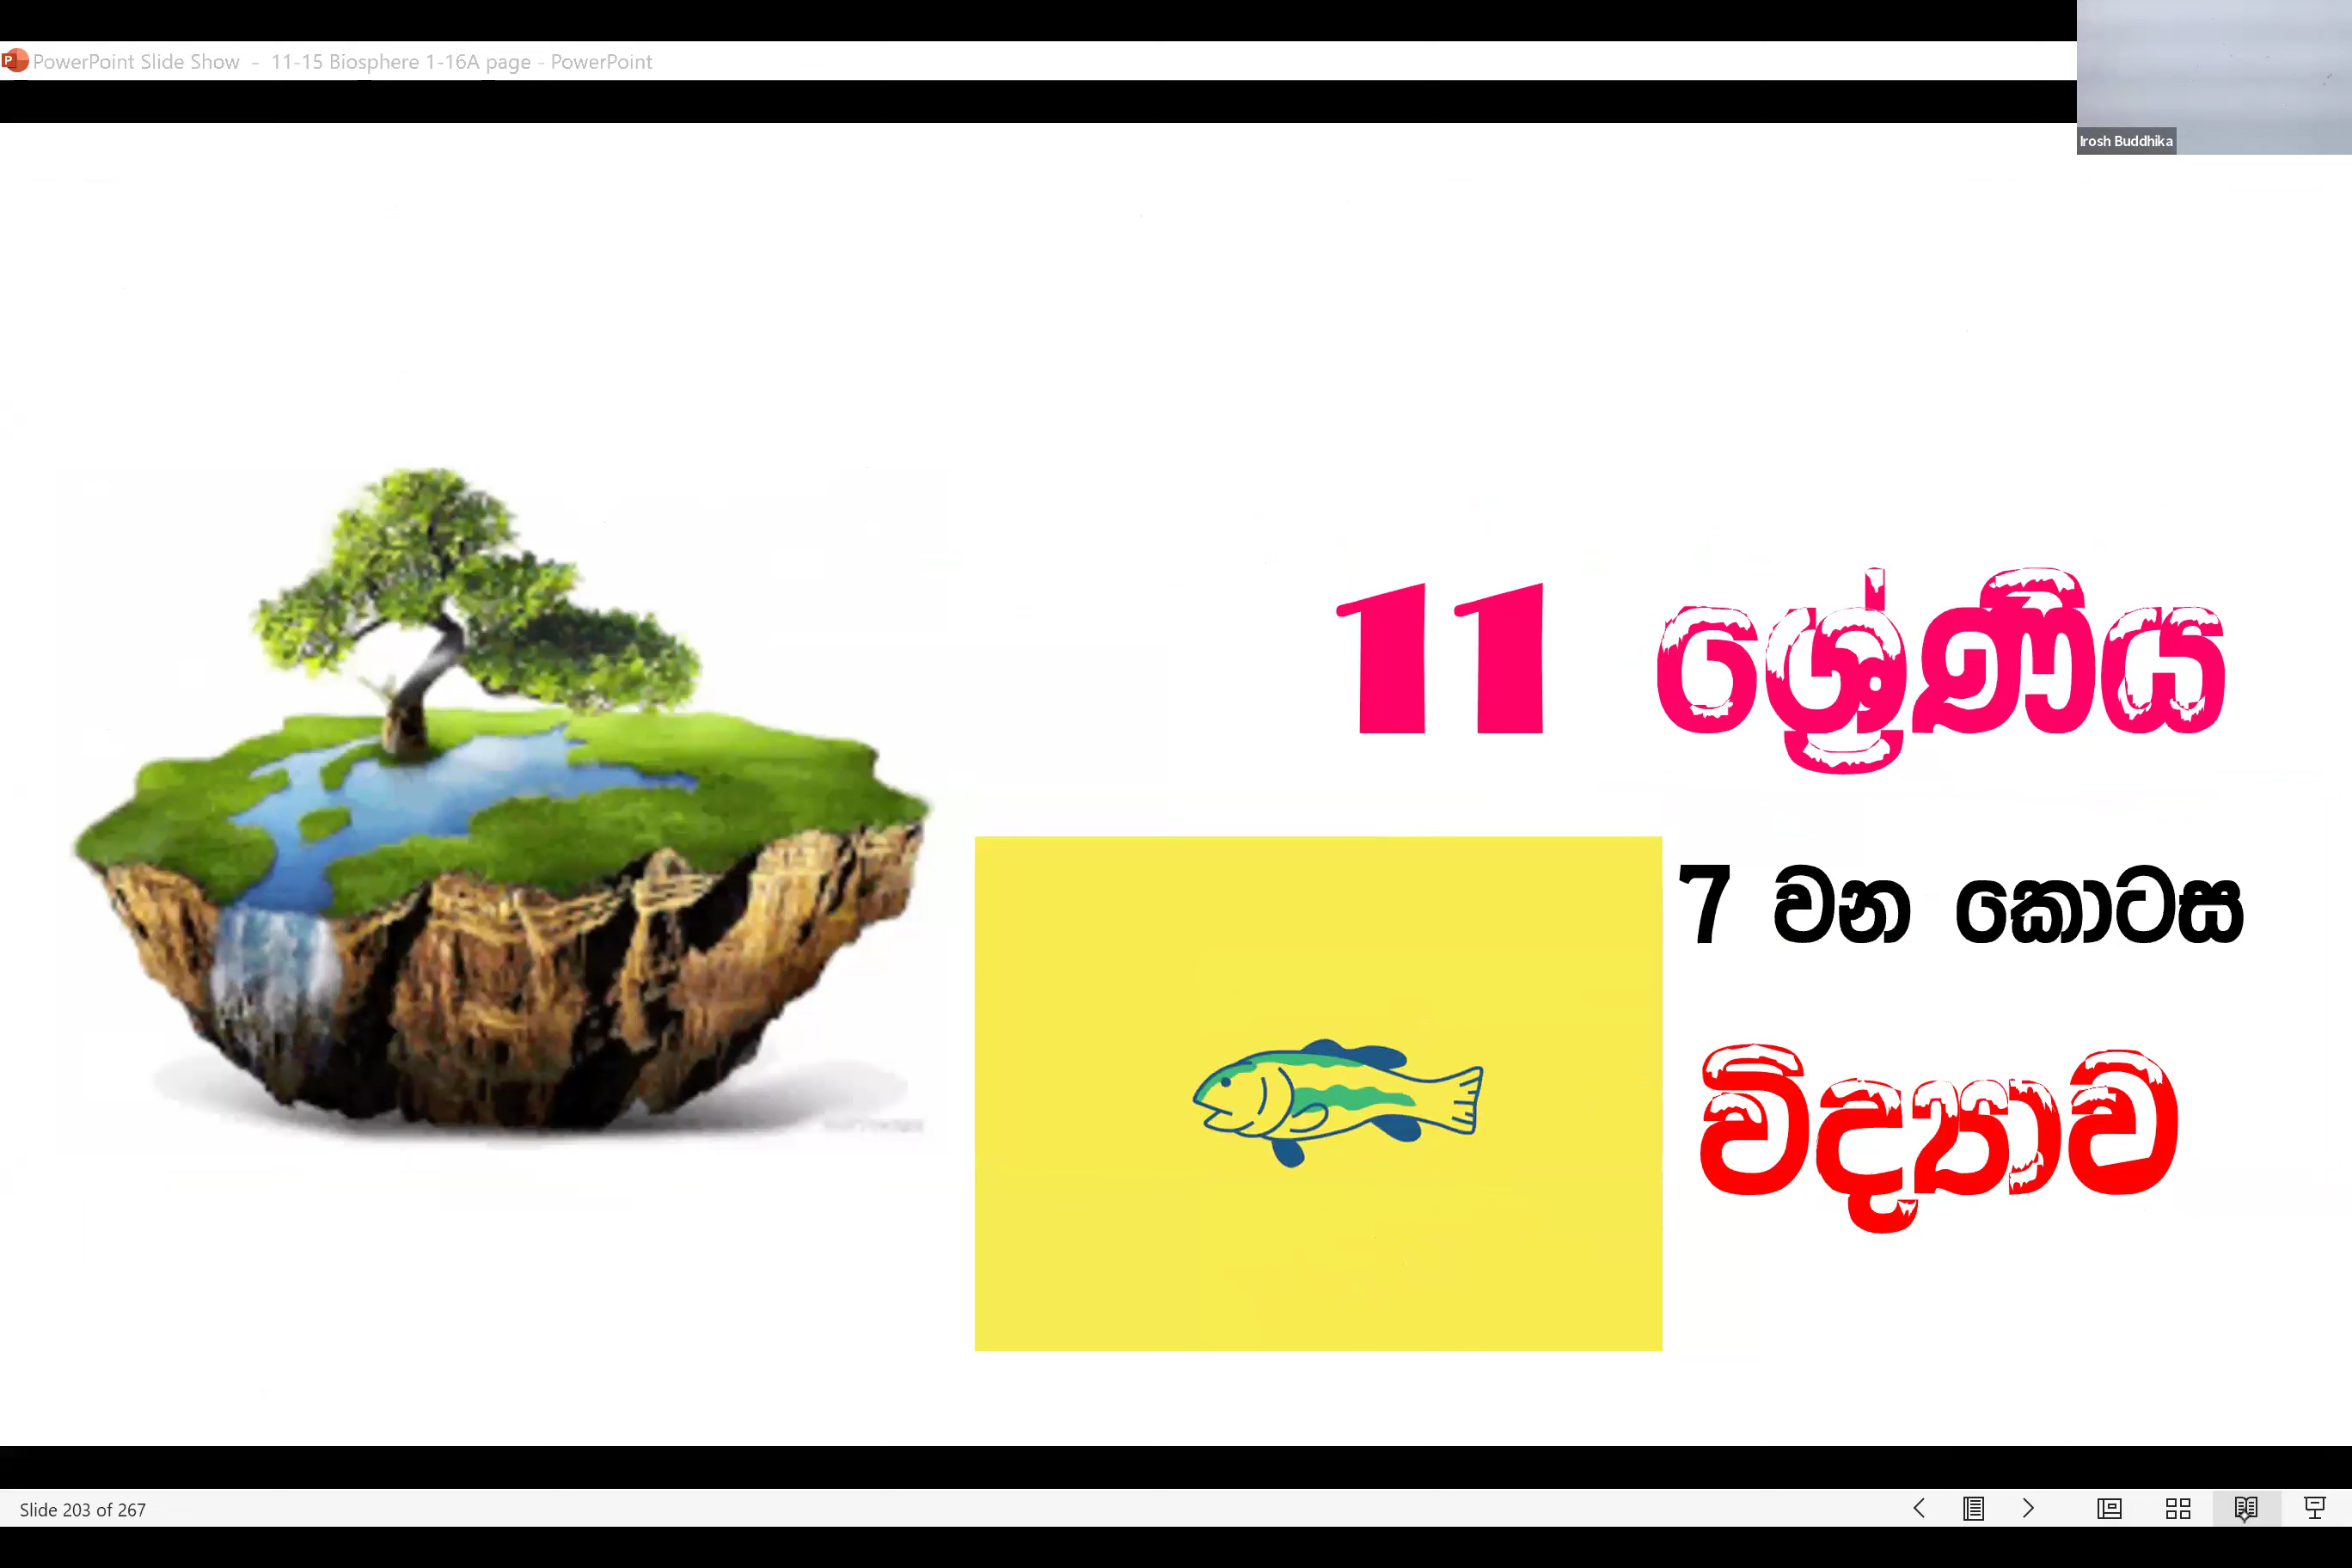 PowerPoint Slide Show - 11-15 Biosphere 1-16A page - PowerPoint
Irosh Buddhika
11 ශ්‍රේණිය
7 වන කොටස
විද්‍යාව
Slide 203 of 267